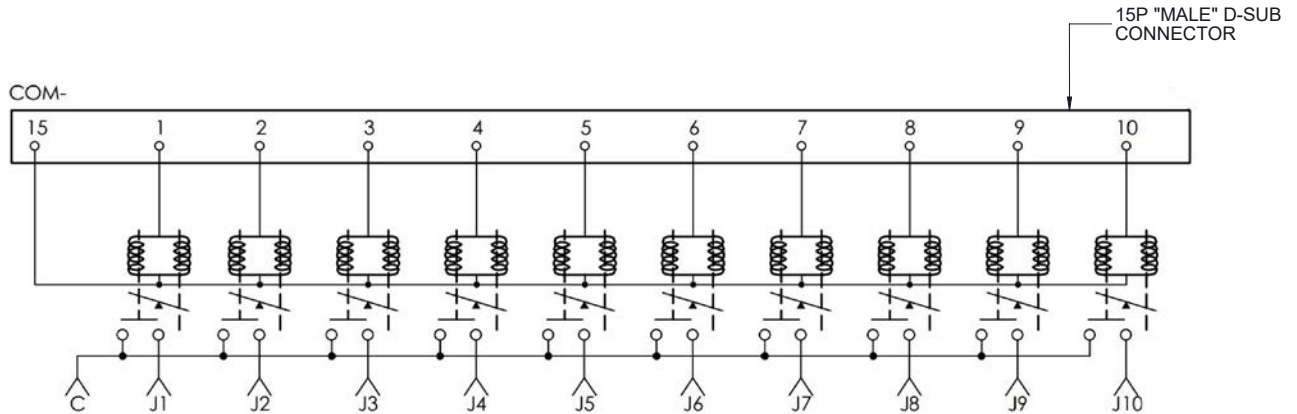 15P "MALE" D-SUB
CONNECTOR
COM-
15 1 2 3 4 5 6 7 8 9 10
C J1 J2 J3 J4 J5 J6 J7 J8 J9 J10